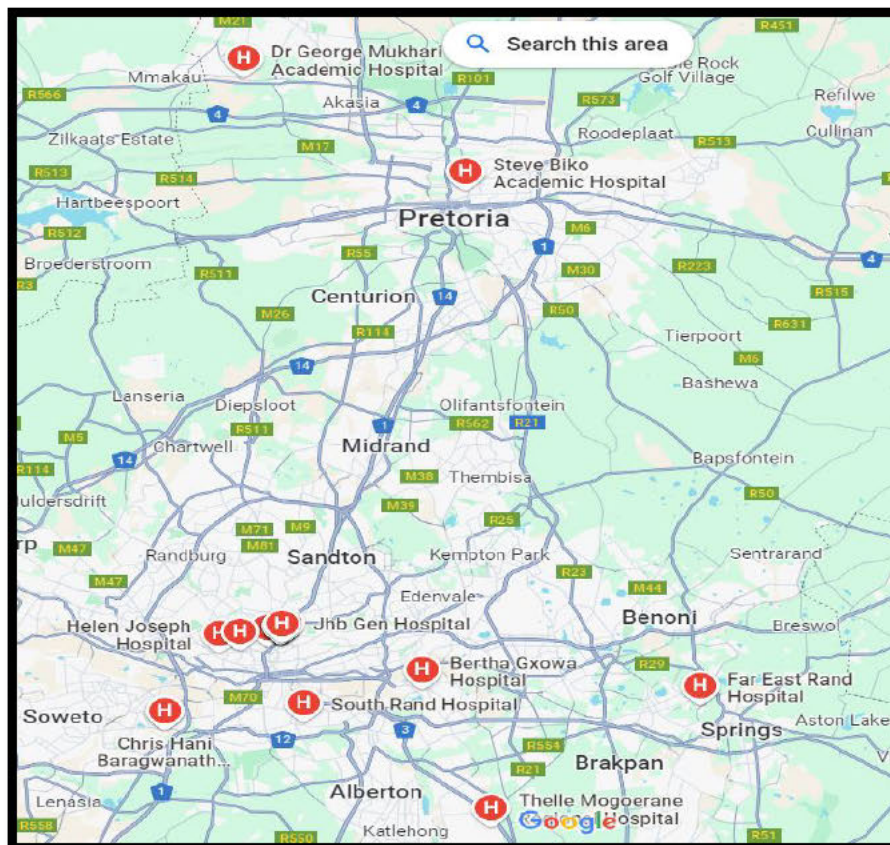 M21
Dr George Mukhari
Academic Hospital
Search this area
R451
Mmakau
R101
Rock
Golf Village
R566
4
Akasia
4
R573
Refilwe
Zilkaats Estate
M17
Roodeplaat
R513
Cullinan
R513
R514
Steve Biko
Academic Hospital
Hartbeespoort
Pretoria
R512
M6
Broederstroom
R511
R55
1
M30
R223
4
R3
Centurion
14
R50
R515
M26
R114
R631
Tierpoort
14
M6
Lanseria
Diepsloot
Olifantsfontein
Bashewa
M5
R511
1
R562
R21
Chartwell
Midrand
R114
14
M38
Thembisa
Bapsfontein
uldersdrift
M39
R50
M71
M9
R25
rp
M47
Randburg
M81
Sandton
Kempton Park
Sentrarand
M47
R23
M44
Edenvale
Benoni
Helen Joseph
Hospital
H
H
H
Jhb Gen Hospital
Breswol
H
Bertha Gxowa
Hospital
R29
H
Far East Rand
Hospital
M70
H
South Rand Hospital
Soweto
H
Chris Hani
Baragwanath...
12
3
Springs
Aston Lake
R554
R21
Brakpan
Lenasia
1
Alberton
H
Thelle Mogoerane
Hospital
Google
R558
R550
Katlehong
R51